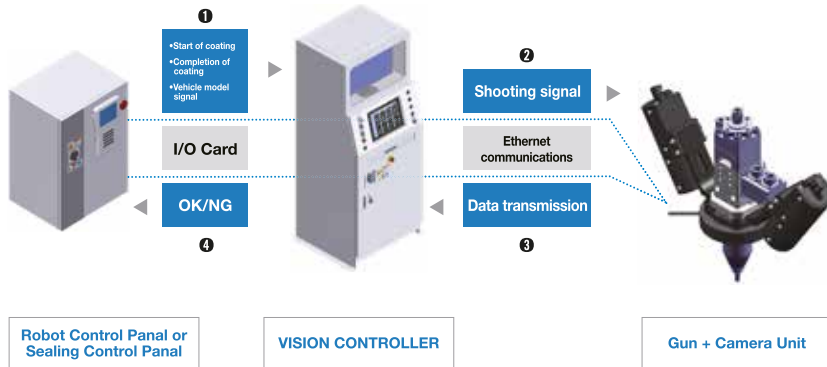 ❶
•Start of coating
•Completion of
coating
•Vehicle model
signal
❷
Shooting signal
I/O Card
Ethernet
communications
OK/NG
❹
Data transmission
❸
Robot Control Panal or
Sealing Control Panal
VISION CONTROLLER
Gun + Camera Unit